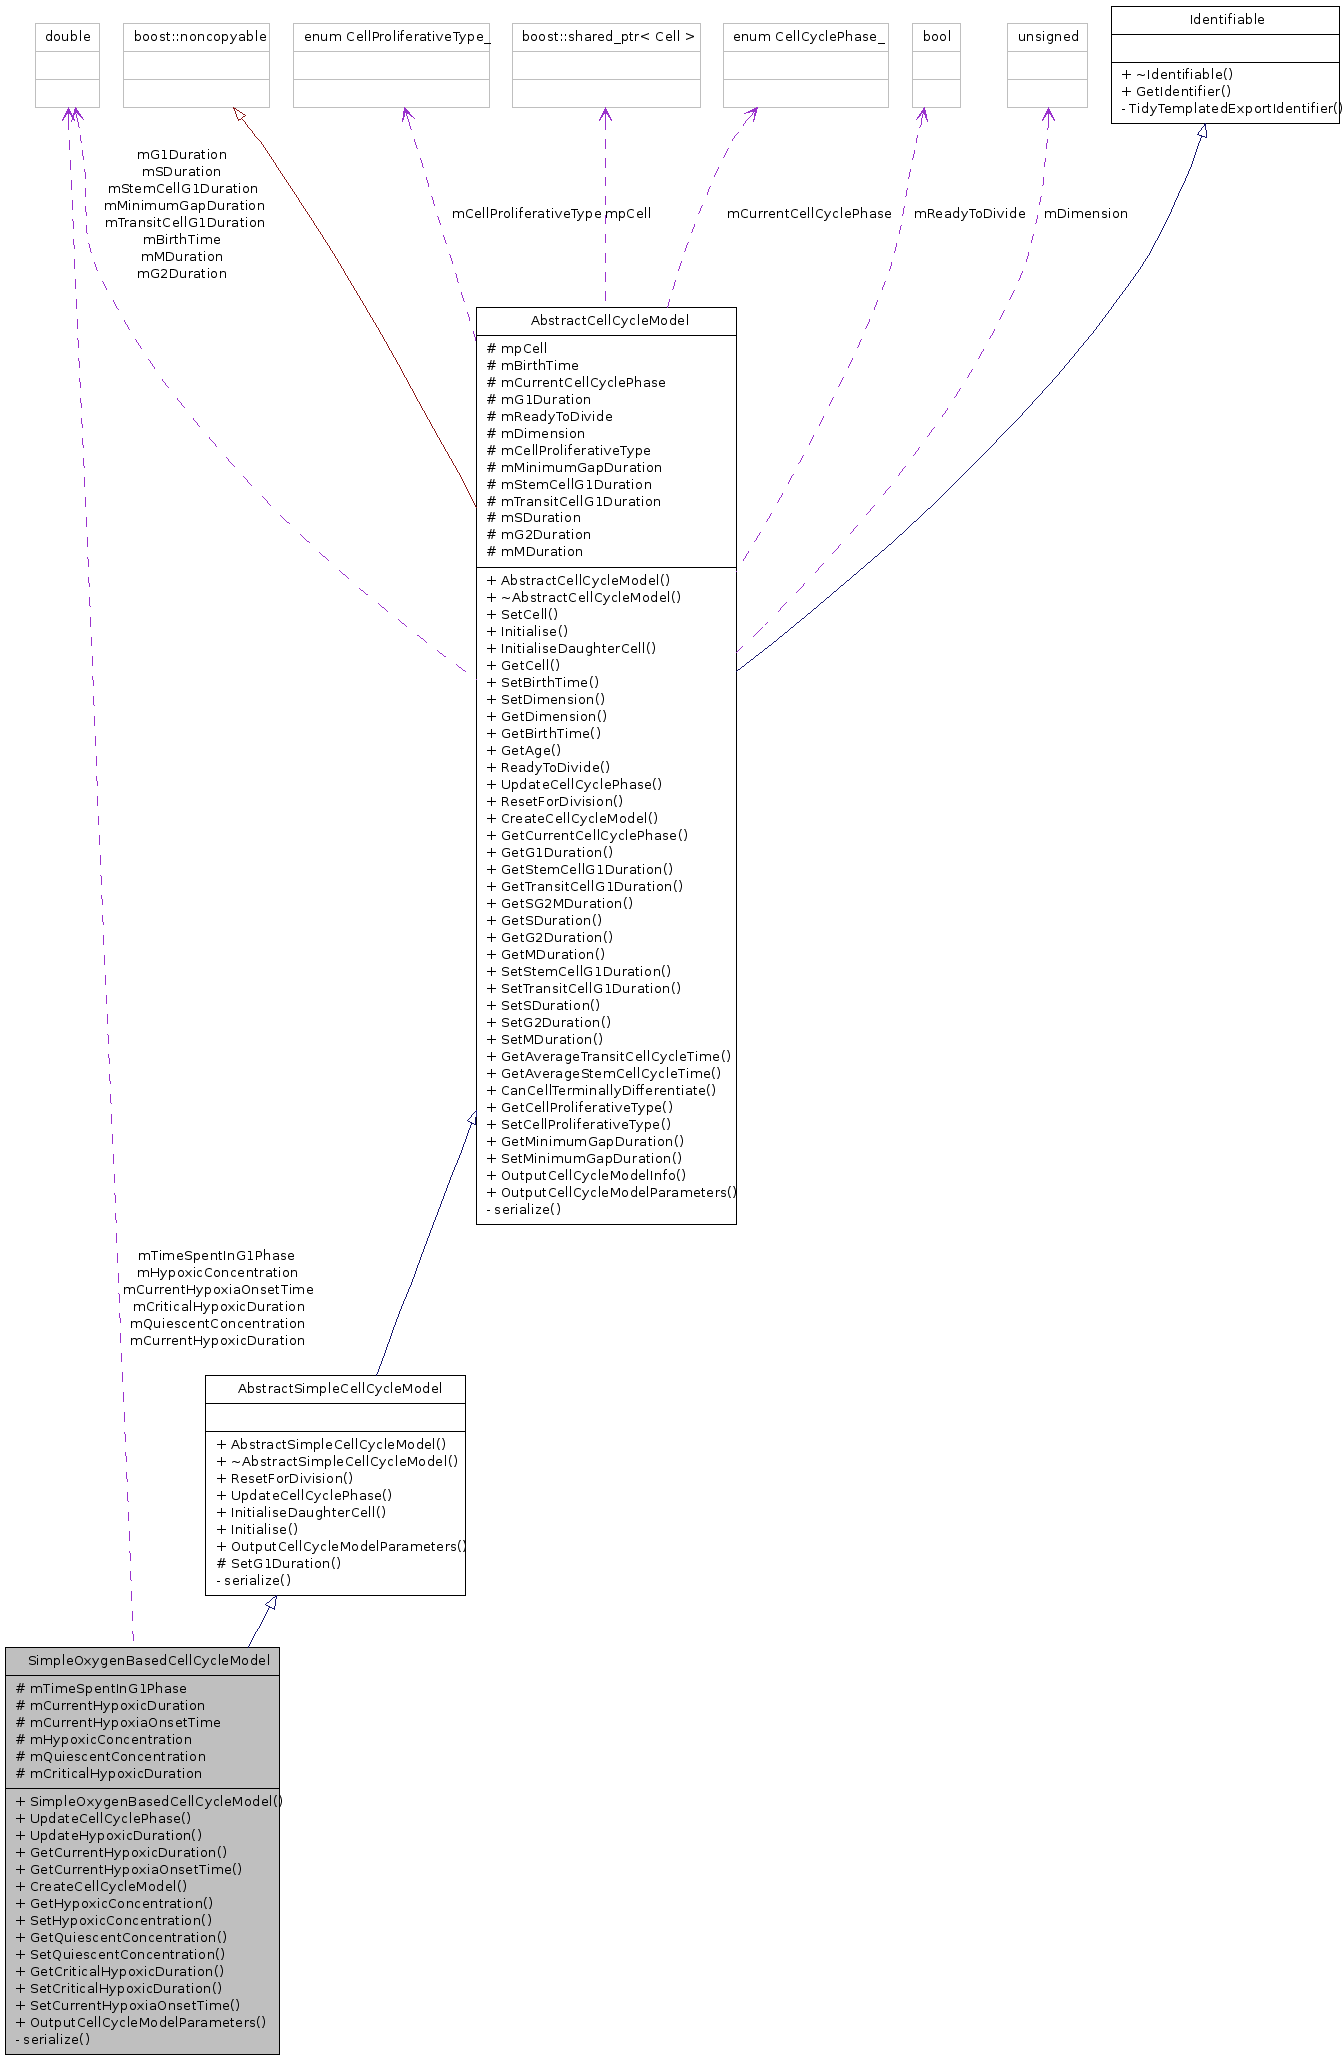 double
boost::noncopyable
enum CellProliferativeType_
boost::shared_ptr< Cell >
enum CellCyclePhase_
bool
unsigned
Identifiable
+ ~Identifiable()
+ GetIdentifier()
- TidyTemplatedExportIdentifier()
mG1Duration
mSDuration
mStemCellG1Duration
mMinimumGapDuration
mTransitCellG1Duration
mBirthTime
mMDuration
mG2Duration
mCellProliferativeType
mpCell
mCurrentCellCyclePhase
mReadyToDivide
mDimension
AbstractCellCycleModel
# mpCell
# mBirthTime
# mCurrentCellCyclePhase
# mG1Duration
# mReadyToDivide
# mDimension
# mCellProliferativeType
# mMinimumGapDuration
# mStemCellG1Duration
# mTransitCellG1Duration
# mSDuration
# mG2Duration
# mMDuration
+ AbstractCellCycleModel()
+ ~AbstractCellCycleModel()
+ SetCell()
+ Initialise()
+ InitialiseDaughterCell()
+ GetCell()
+ SetBirthTime()
+ SetDimension()
+ GetDimension()
+ GetBirthTime()
+ GetAge()
+ ReadyToDivide()
+ UpdateCellCyclePhase()
+ ResetForDivision()
+ CreateCellCycleModel()
+ GetCurrentCellCyclePhase()
+ GetG1Duration()
+ GetStemCellG1Duration()
+ GetTransitCellG1Duration()
+ GetSG2MDuration()
+ GetSDuration()
+ GetG2Duration()
+ GetMDuration()
+ SetStemCellG1Duration()
+ SetTransitCellG1Duration()
+ SetSDuration()
+ SetG2Duration()
+ SetMDuration()
+ GetAverageTransitCellCycleTime()
+ GetAverageStemCellCycleTime()
+ CanCellTerminallyDifferentiate()
+ GetCellProliferativeType()
+ SetCellProliferativeType()
+ GetMinimumGapDuration()
+ SetMinimumGapDuration()
+ OutputCellCycleModelInfo()
+ OutputCellCycleModelParameters()
- serialize()
mTimeSpentInG1Phase
mHypoxicConcentration
mCurrentHypoxiaOnsetTime
mCriticalHypoxicDuration
mQuiescentConcentration
mCurrentHypoxicDuration
AbstractSimpleCellCycleModel
+ AbstractSimpleCellCycleModel()
+ ~AbstractSimpleCellCycleModel()
+ ResetForDivision()
+ UpdateCellCyclePhase()
+ InitialiseDaughterCell()
+ Initialise()
+ OutputCellCycleModelParameters()
# SetG1Duration()
- serialize()
SimpleOxygenBasedCellCycleModel
# mTimeSpentInG1Phase
# mCurrentHypoxicDuration
# mCurrentHypoxiaOnsetTime
# mHypoxicConcentration
# mQuiescentConcentration
# mCriticalHypoxicDuration
+ SimpleOxygenBasedCellCycleModel()
+ UpdateCellCyclePhase()
+ UpdateHypoxicDuration()
+ GetCurrentHypoxicDuration()
+ GetCurrentHypoxiaOnsetTime()
+ CreateCellCycleModel()
+ GetHypoxicConcentration()
+ SetHypoxicConcentration()
+ GetQuiescentConcentration()
+ SetQuiescentConcentration()
+ GetCriticalHypoxicDuration()
+ SetCriticalHypoxicDuration()
+ SetCurrentHypoxiaOnsetTime()
+ OutputCellCycleModelParameters()
- serialize()